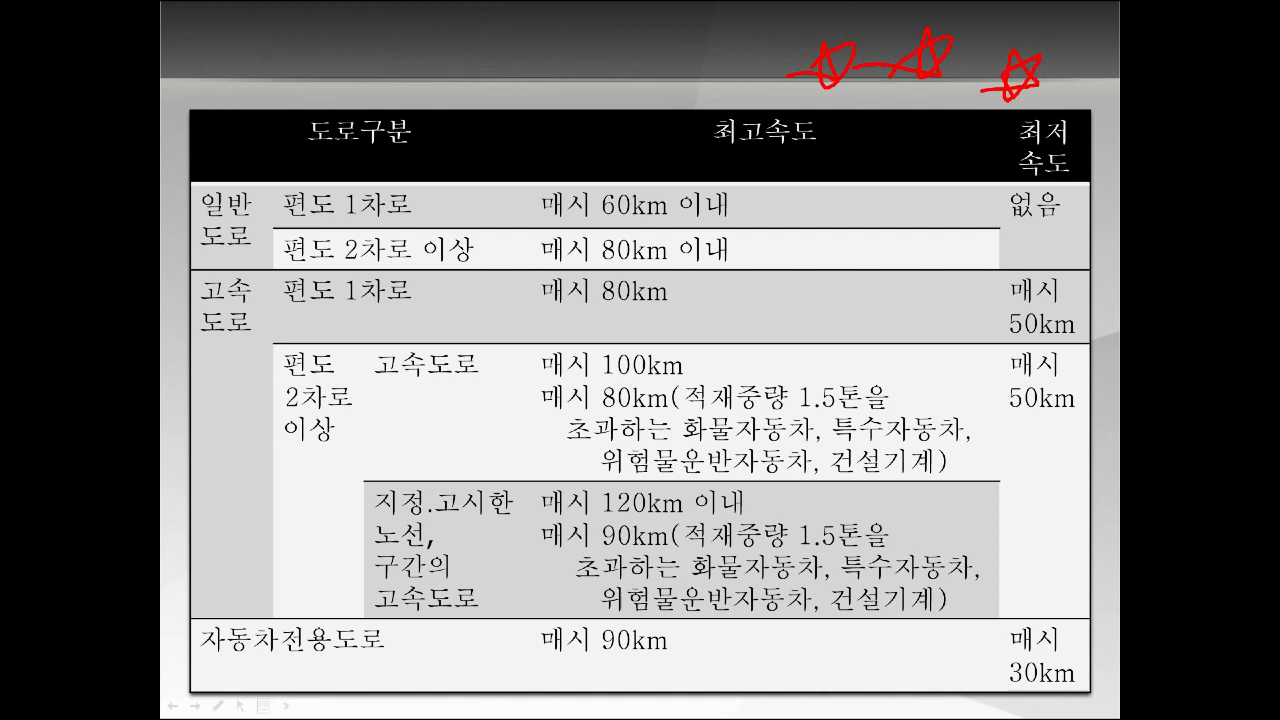 도로구분 최고속도 최저
속도
일반
도로
편도 1차로 매시 60km 이내 없음
편도 2차로 이상 매시 80km 이내
고속
도로
편도 1차로 매시 80km 매시
50km
편도
2차로
이상
고속도로 매시 100km
매시 80km(적재중량 1.5톤을
초과하는 화물자동차, 특수자동차,
위험물운반자동차, 건설기계)
매시
50km
지정.고시한
노선,
구간의
고속도로
매시 120km 이내
매시 90km(적재중량 1.5톤을
초과하는 화물자동차, 특수자동차,
위험물운반자동차, 건설기계)
자동차전용도로 매시 90km 매시
30km